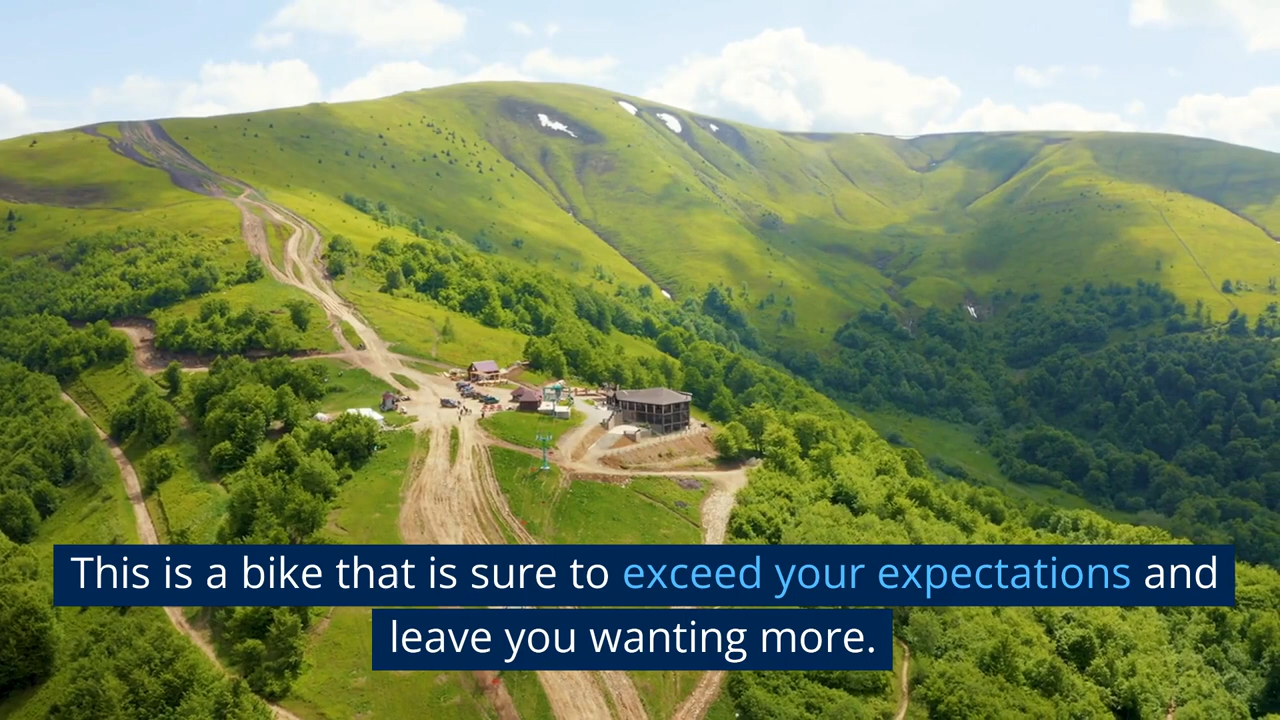 This is a bike that is sure to exceed your expectations and
leave you wanting more.